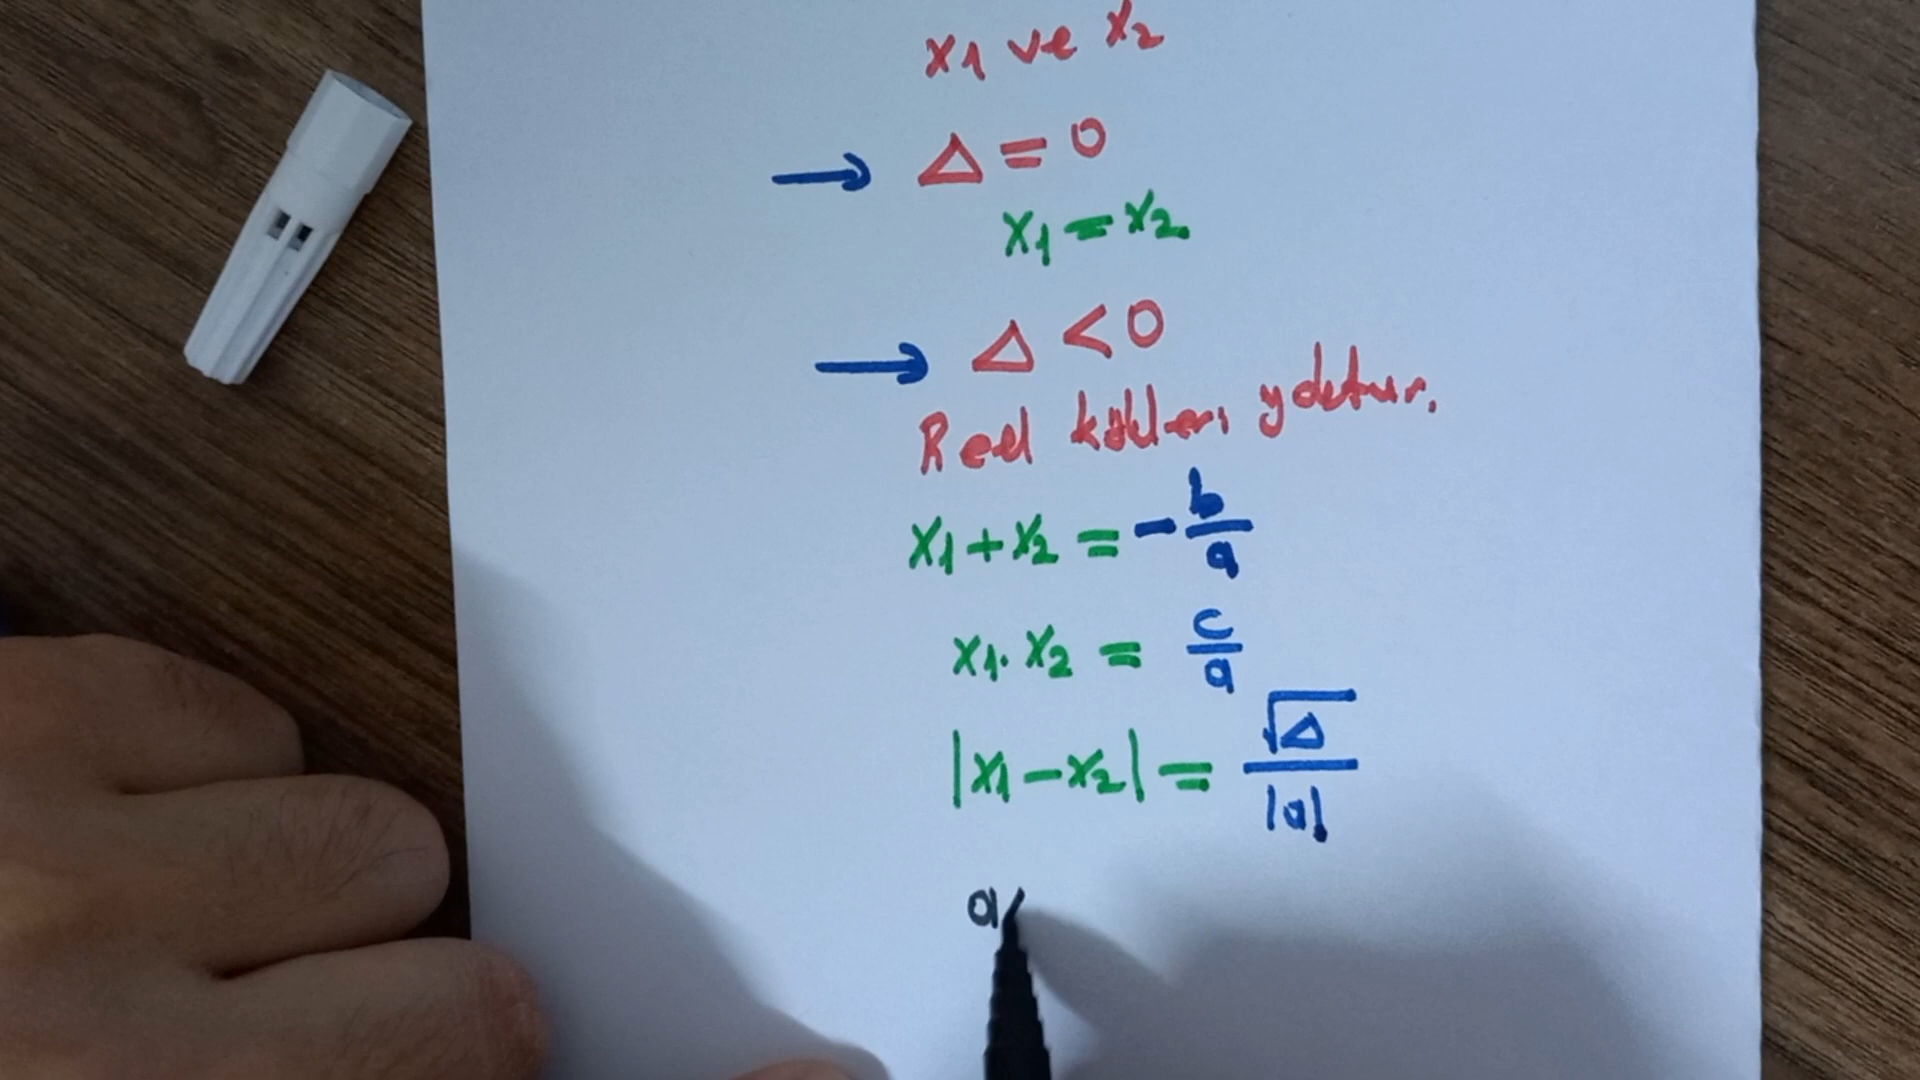 x₁ ve x₂
→ Δ = 0
x₁ = x₂
→ Δ < 0
Reel kökleri yoktur.
x₁ + x₂ = - b/a
x₁ . x₂ = c/a
|x₁ - x₂| = √Δ/|a|
a